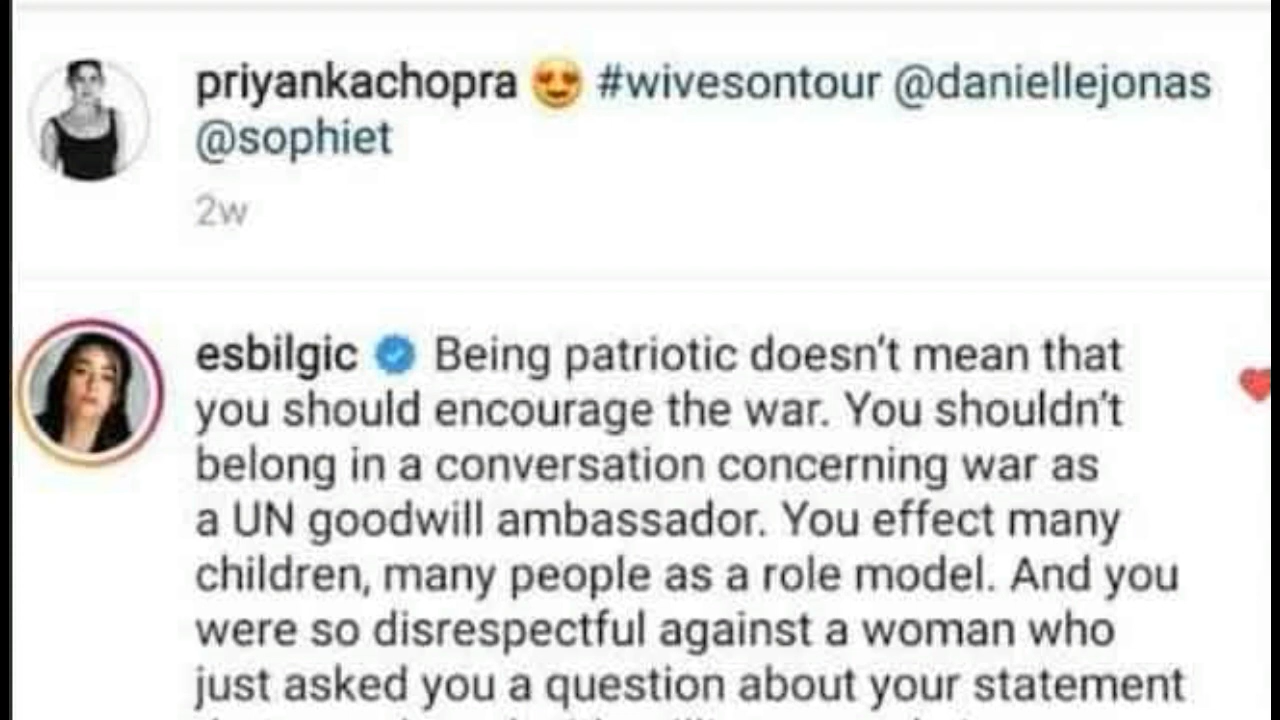 priyankachopra 😍 #wivesontour @daniellejonas
@sophiet
2w
esbilgic Being patriotic doesn't mean that
you should encourage the war. You shouldn't
belong in a conversation concerning war as
a UN goodwill ambassador. You effect many
children, many people as a role model. And you
were so disrespectful against a woman who
just asked you a question about your statement